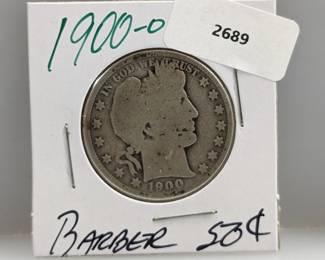 1900-o
2689
IN GOD WE TRUST
1900
BARBER 50¢